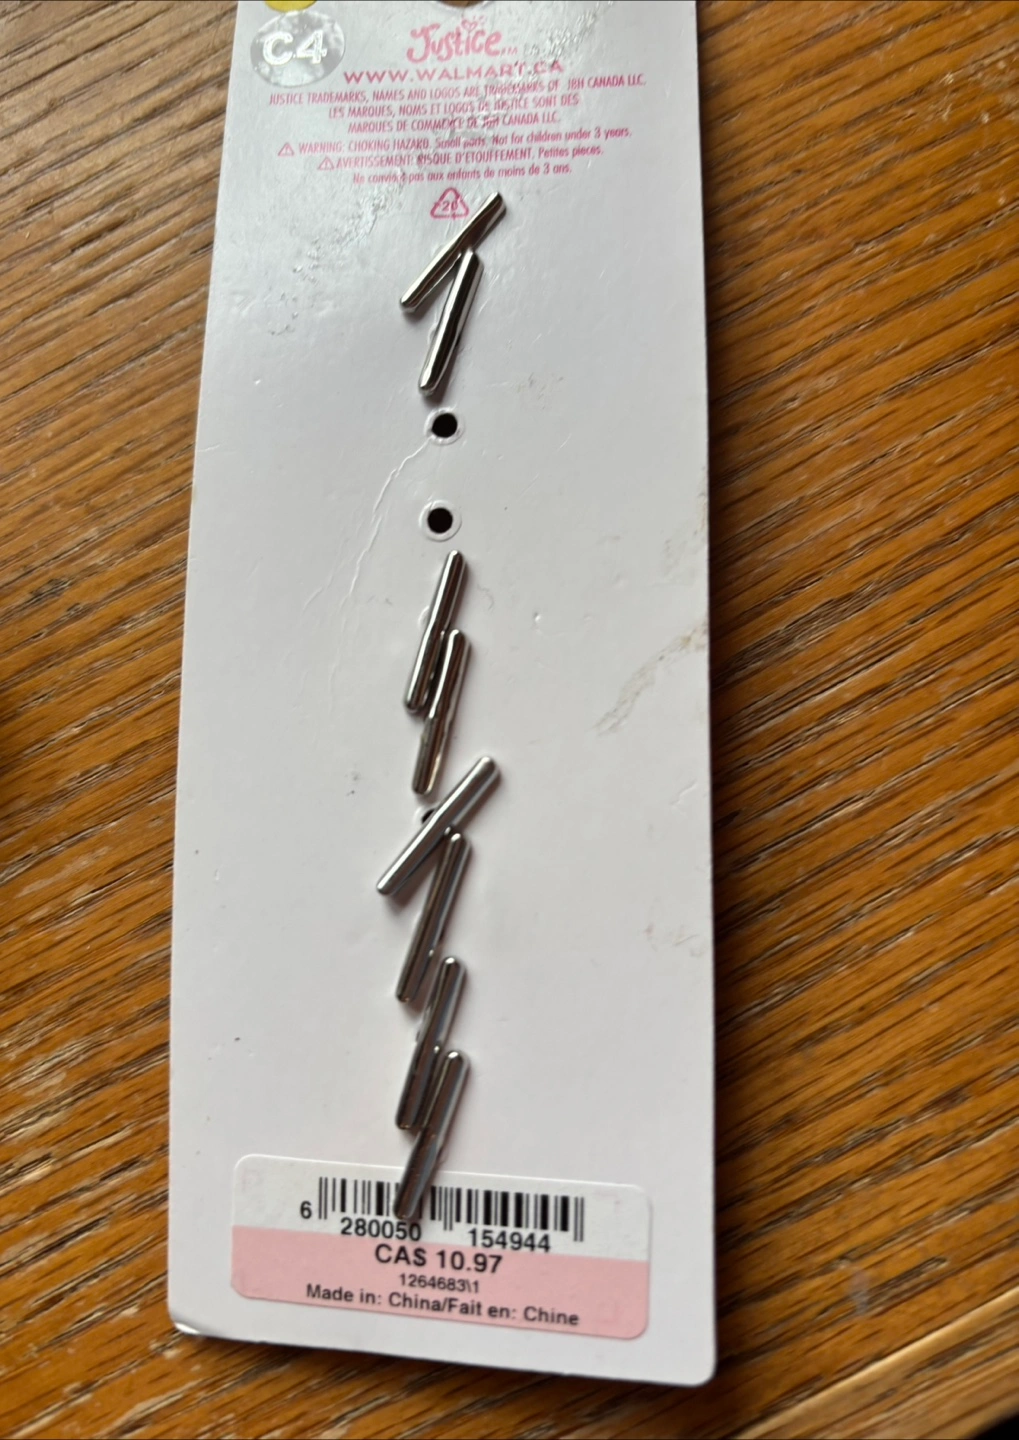 C.4
Justice™
WWW.WALMART.CA
JUSTICE TRADEMARKS, NAMES AND LOGOS ARE TRADEMARKS OF JBH CANADA LLC.
LES MARQUES, NOMS ET LOGOS DE JUSTICE SONT DES
MARQUES DE COMMERCE DE JBH CANADA LLC.
⚠ WARNING: CHOKING HAZARD. Small parts. Not for children under 3 years.
⚠ AVERTISSEMENT: RISQUE D'ETOUFFEMENT. Petites pieces.
Ne convient pas aux enfants de moins de 3 ans.
6 280050 154944
CA$ 10.97
1264683\1
Made in: China/Fait en: Chine